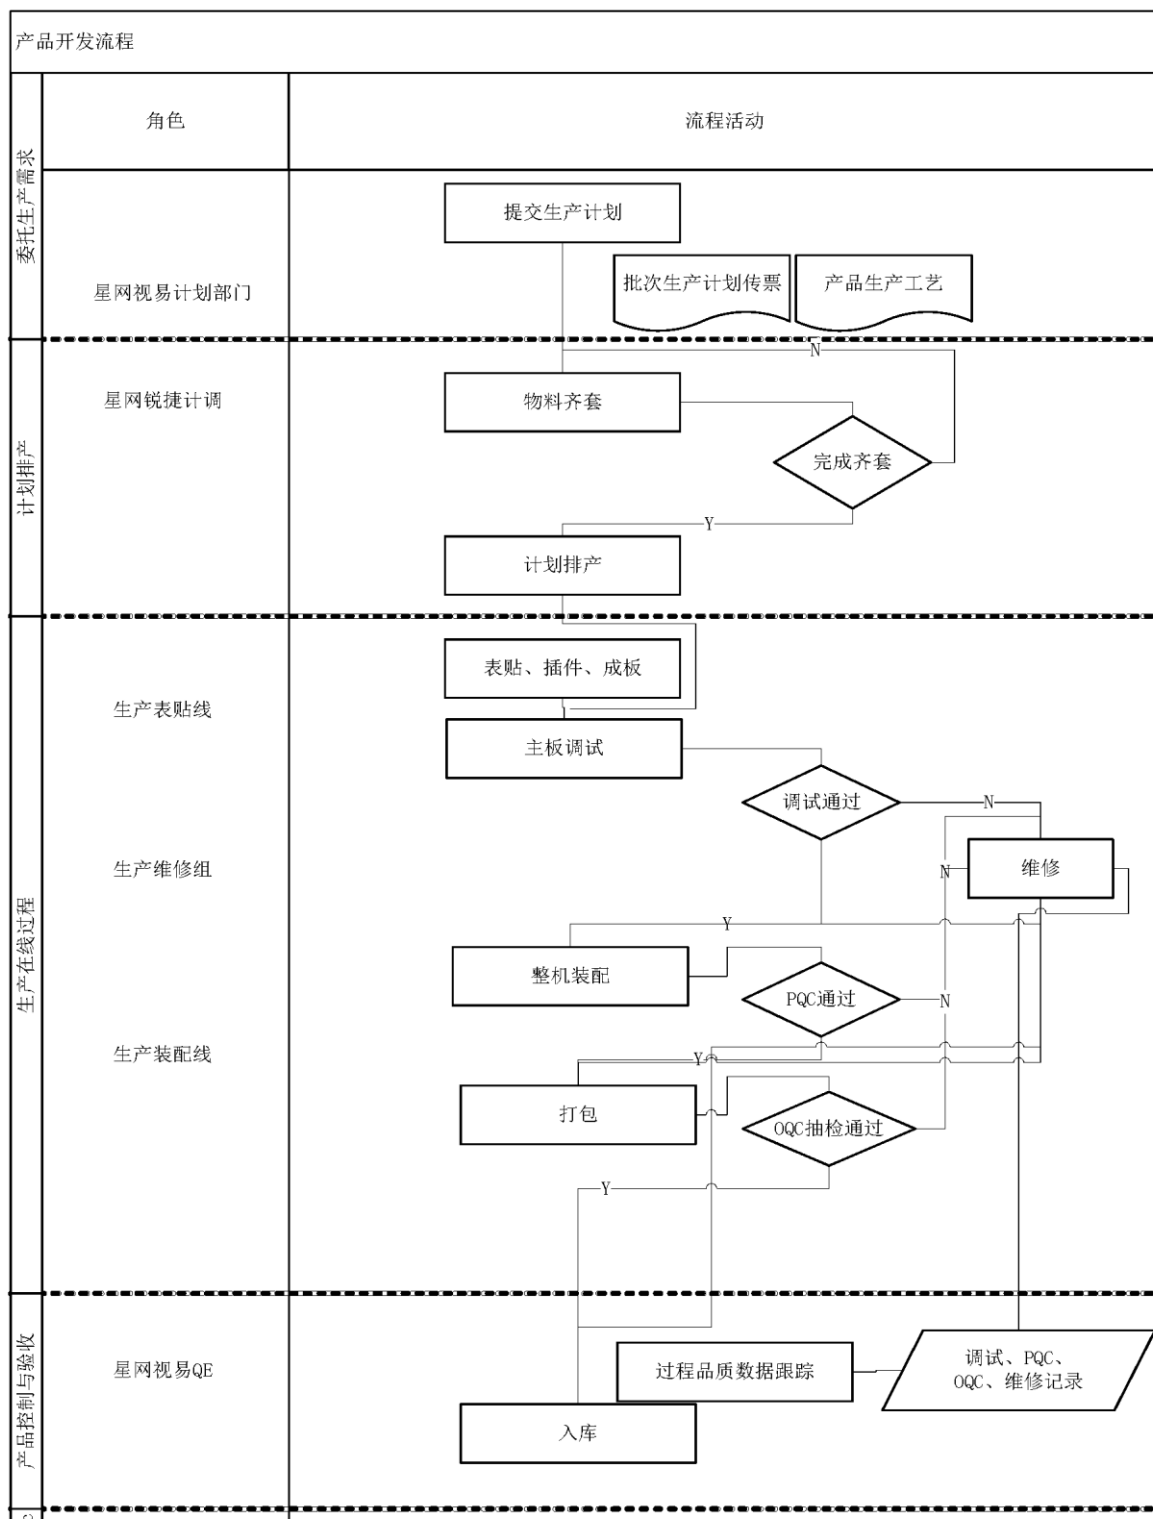 产品开发流程
角色
流程活动
委托生产需求
提交生产计划
批次生产计划传票
产品生产工艺
星网视易计划部门
N
星网锐捷计调
物料齐套
完成齐套
计划排产
Y
计划排产
表贴、插件、成板
生产表贴线
主板调试
调试通过
N
生产维修组
N
维修
生产在线过程
Y
整机装配
PQC通过
N
生产装配线
Y
打包
OQC抽检通过
Y
产品控制与验收
星网视易QE
过程品质数据跟踪
调试、PQC、
OQC、维修记录
入库